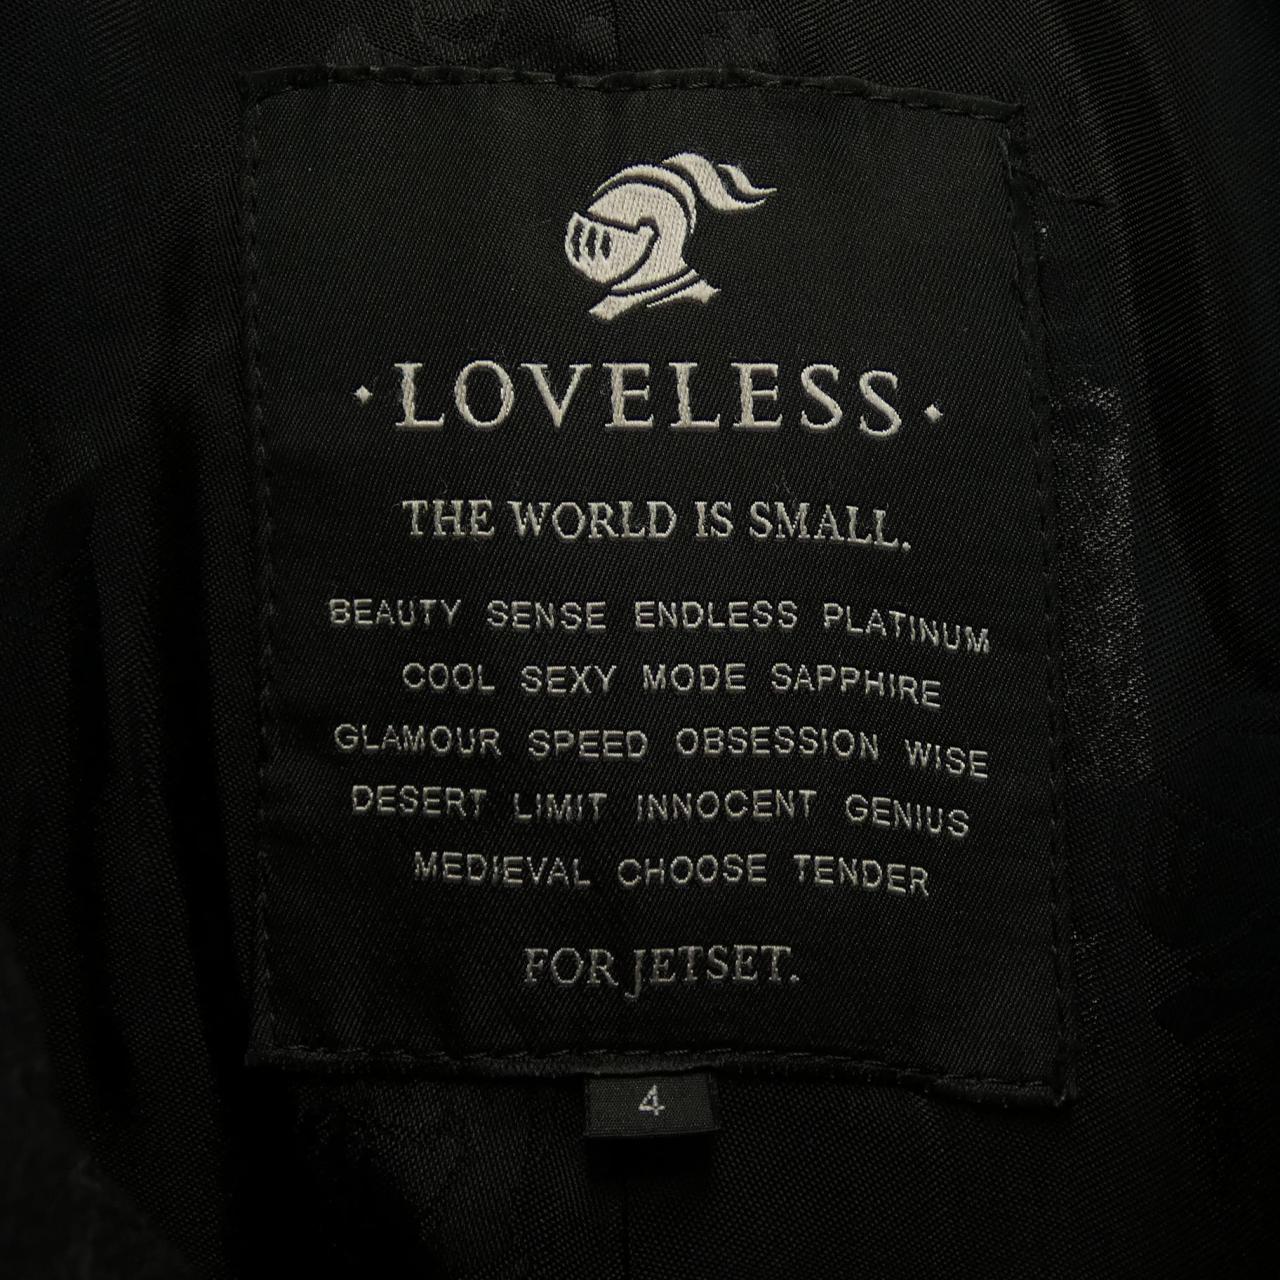 ·LOVELESS·
THE WORLD IS SMALL.
BEAUTY SENSE ENDLESS PLATINUM
COOL SEXY MODE SAPPHIRE
GLAMOUR SPEED OBSESSION WISE
DESERT LIMIT INNOCENT GENIUS
MEDIEVAL CHOOSE TENDER
FOR JETSET.
4